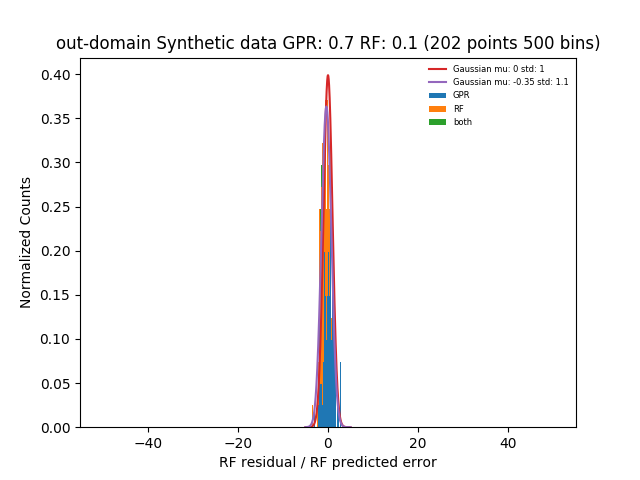 out-domain Synthetic data GPR: 0.7 RF: 0.1 (202 points 500 bins)
Gaussian mu: 0 std: 1
Gaussian mu: -0.35 std: 1.1
GPR
RF
both
Normalized Counts
0.40
0.35
0.30
0.25
0.20
0.15
0.10
0.05
0.00
−40 −20 0 20 40
RF residual / RF predicted error